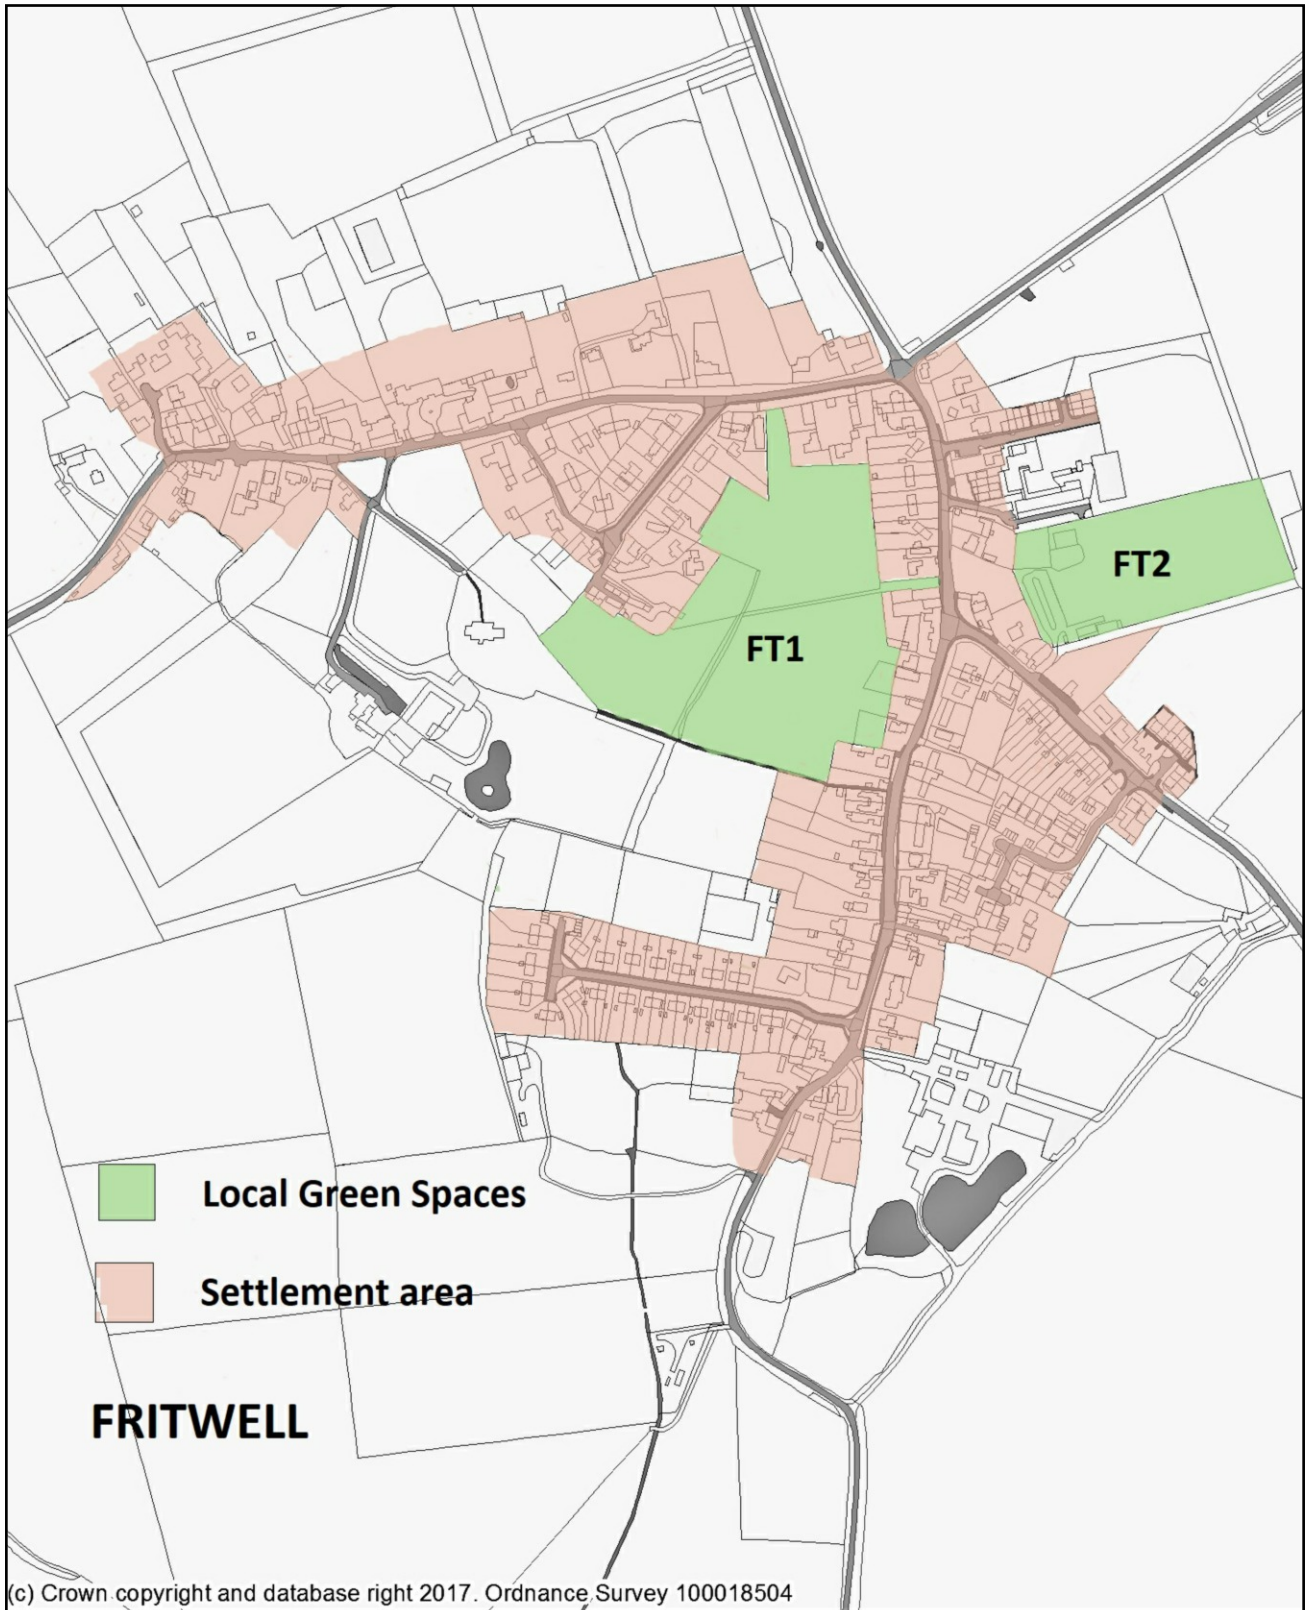 FT2
FT1
Local Green Spaces
Settlement area
FRITWELL
(c) Crown copyright and database right 2017. Ordnance Survey 100018504